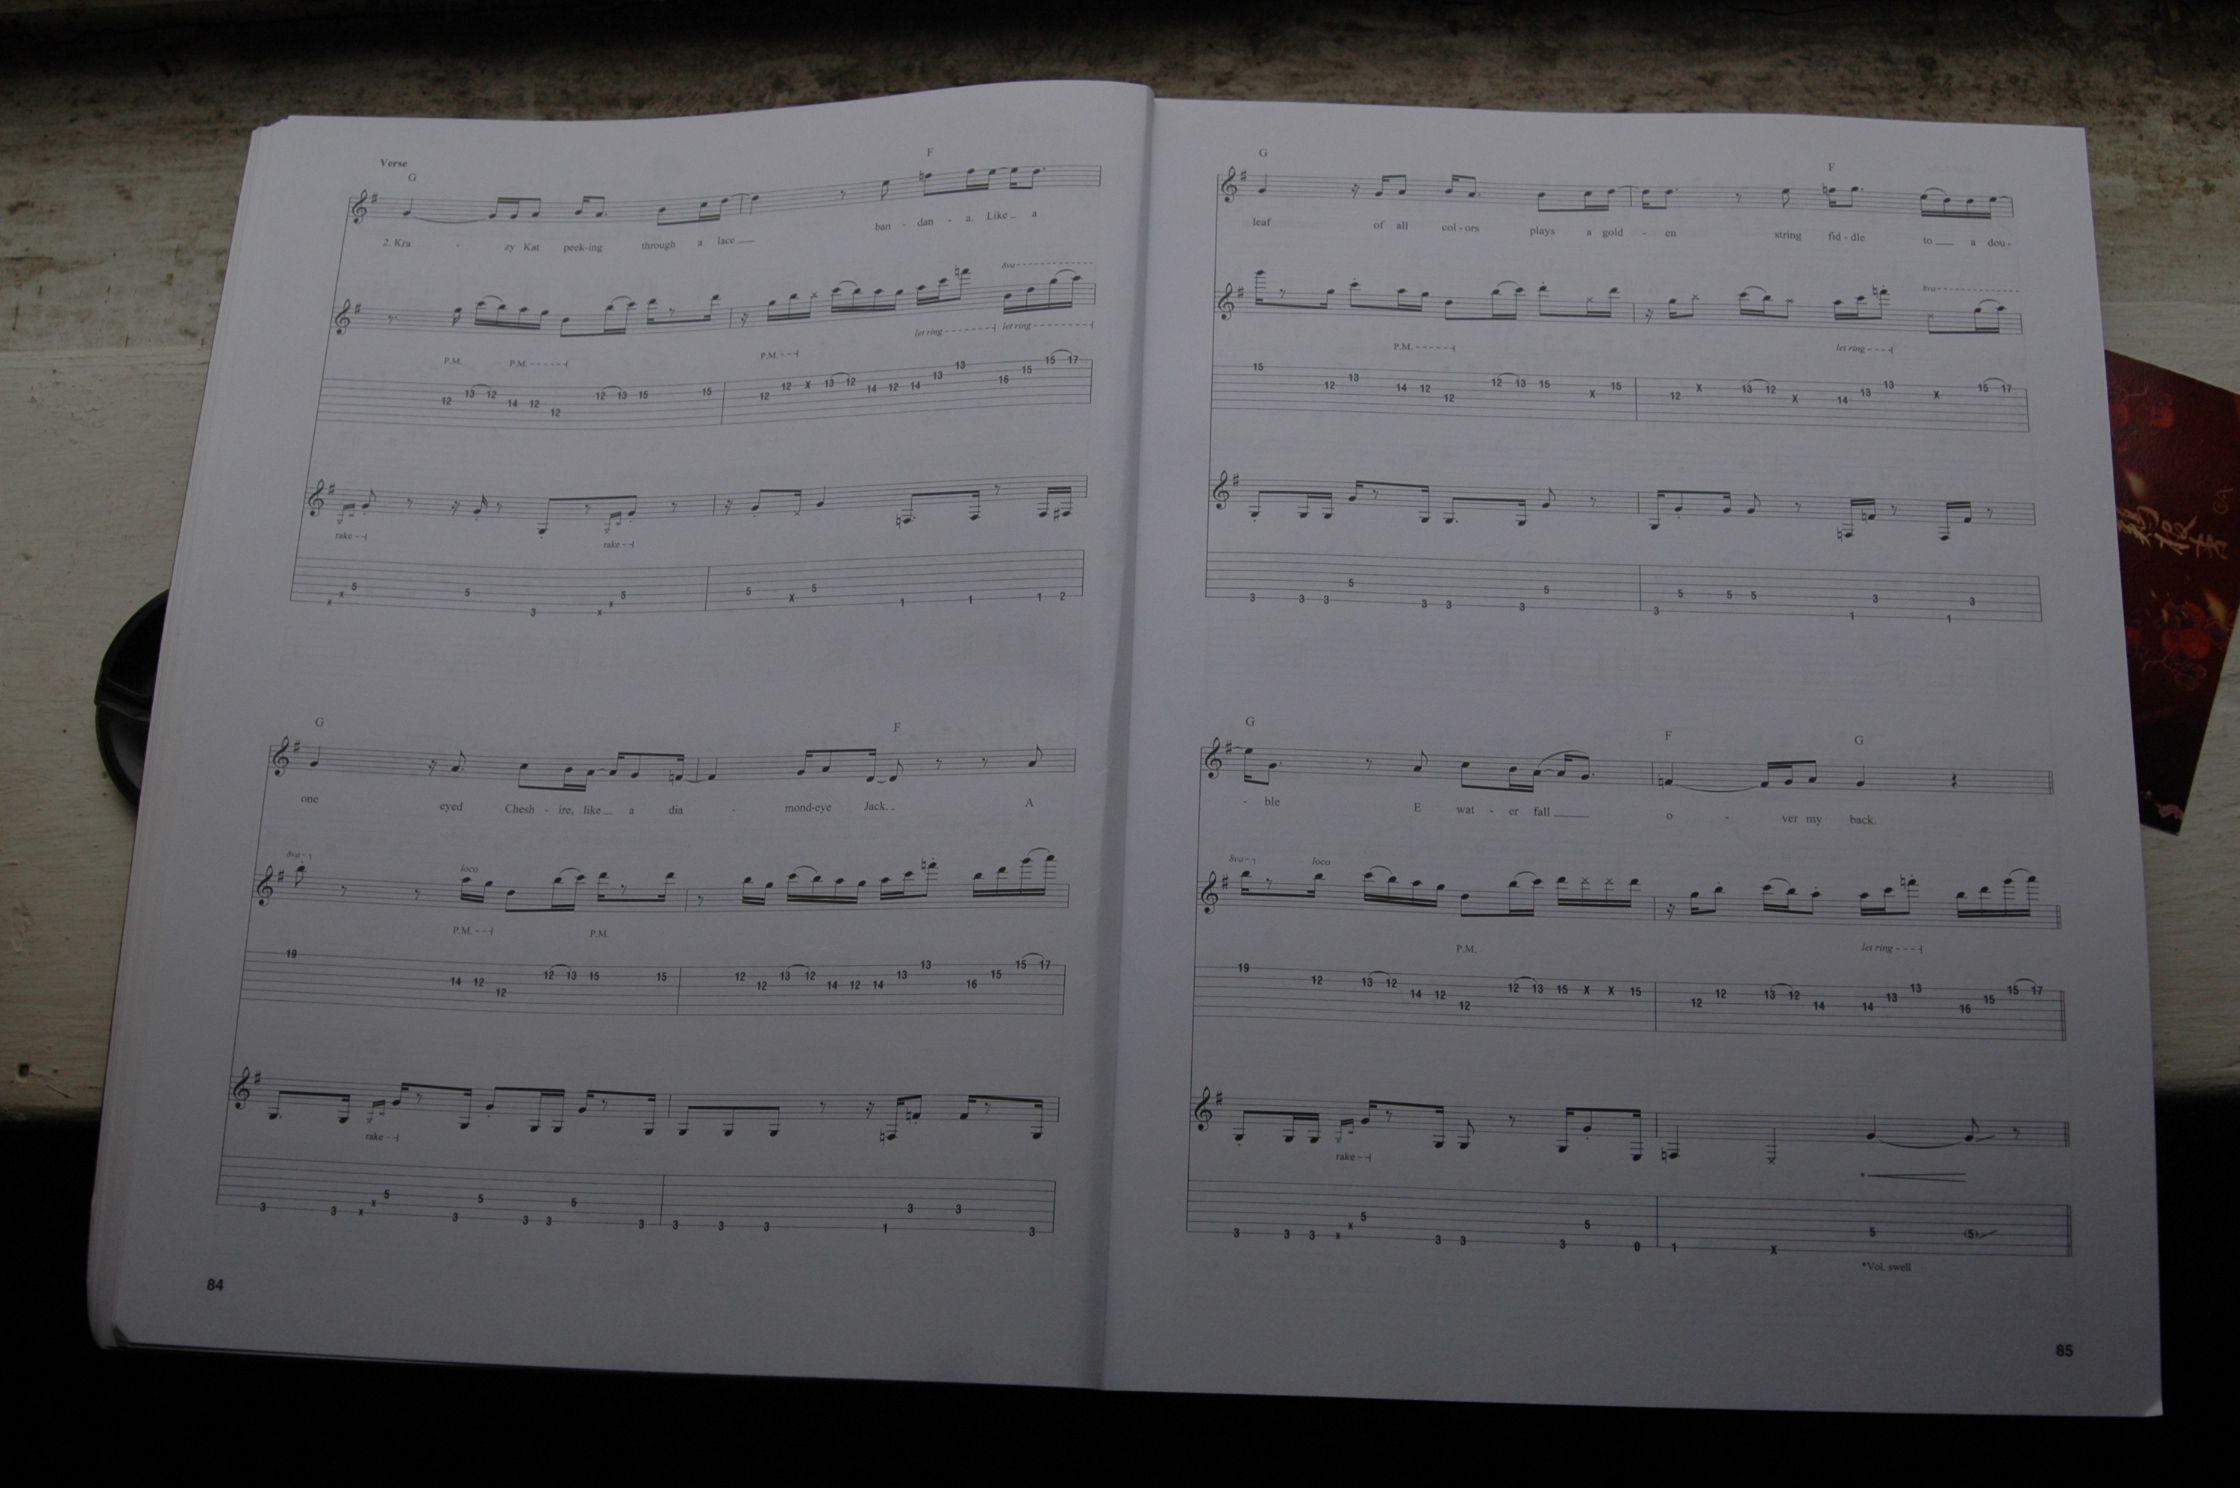 Verse
G F
2. Kra - zy Kat peek-ing through a lace ban - dan - a. Like a
8va
let ring let ring
P.M. P.M. P.M.
13 12 12 13 15 15 12 X 13 12 14 12 14 13 13 16 15 15 17
12 14 12 12 12
rake rake
5 5 5 5 5
x x 3 x x X 1 1 1 2
G F
one eyed Chesh - ire, like a dia - mond-eye Jack. A
8va loco
P.M. P.M.
19 14 12 12 12 13 15 15 12 12 13 12 14 12 14 13 13 16 15 15 17
rake
3 3 x x 5 3 5 3 3 5 3 3 3 3 1 3 3 3
84
G F
leaf of all col-ors plays a gold - en string fid-dle to a dou-
8va
P.M. let ring
15 12 13 14 12 12 12 13 15 X 15 12 X 13 12 X 14 13 13 X 15 17
3 3 3 5 3 3 3 5 3 5 5 5 1 3 1 3
G F G
- ble E wat - er fall o - ver my back.
8va loco
P.M. let ring
19 12 13 12 14 12 12 12 13 15 X X 15 12 12 13 12 14 14 13 13 16 15 15 17
rake
3 3 3 x x 5 3 3 3 5 0 1 X 5 (5)
*
*Vol. swell
85